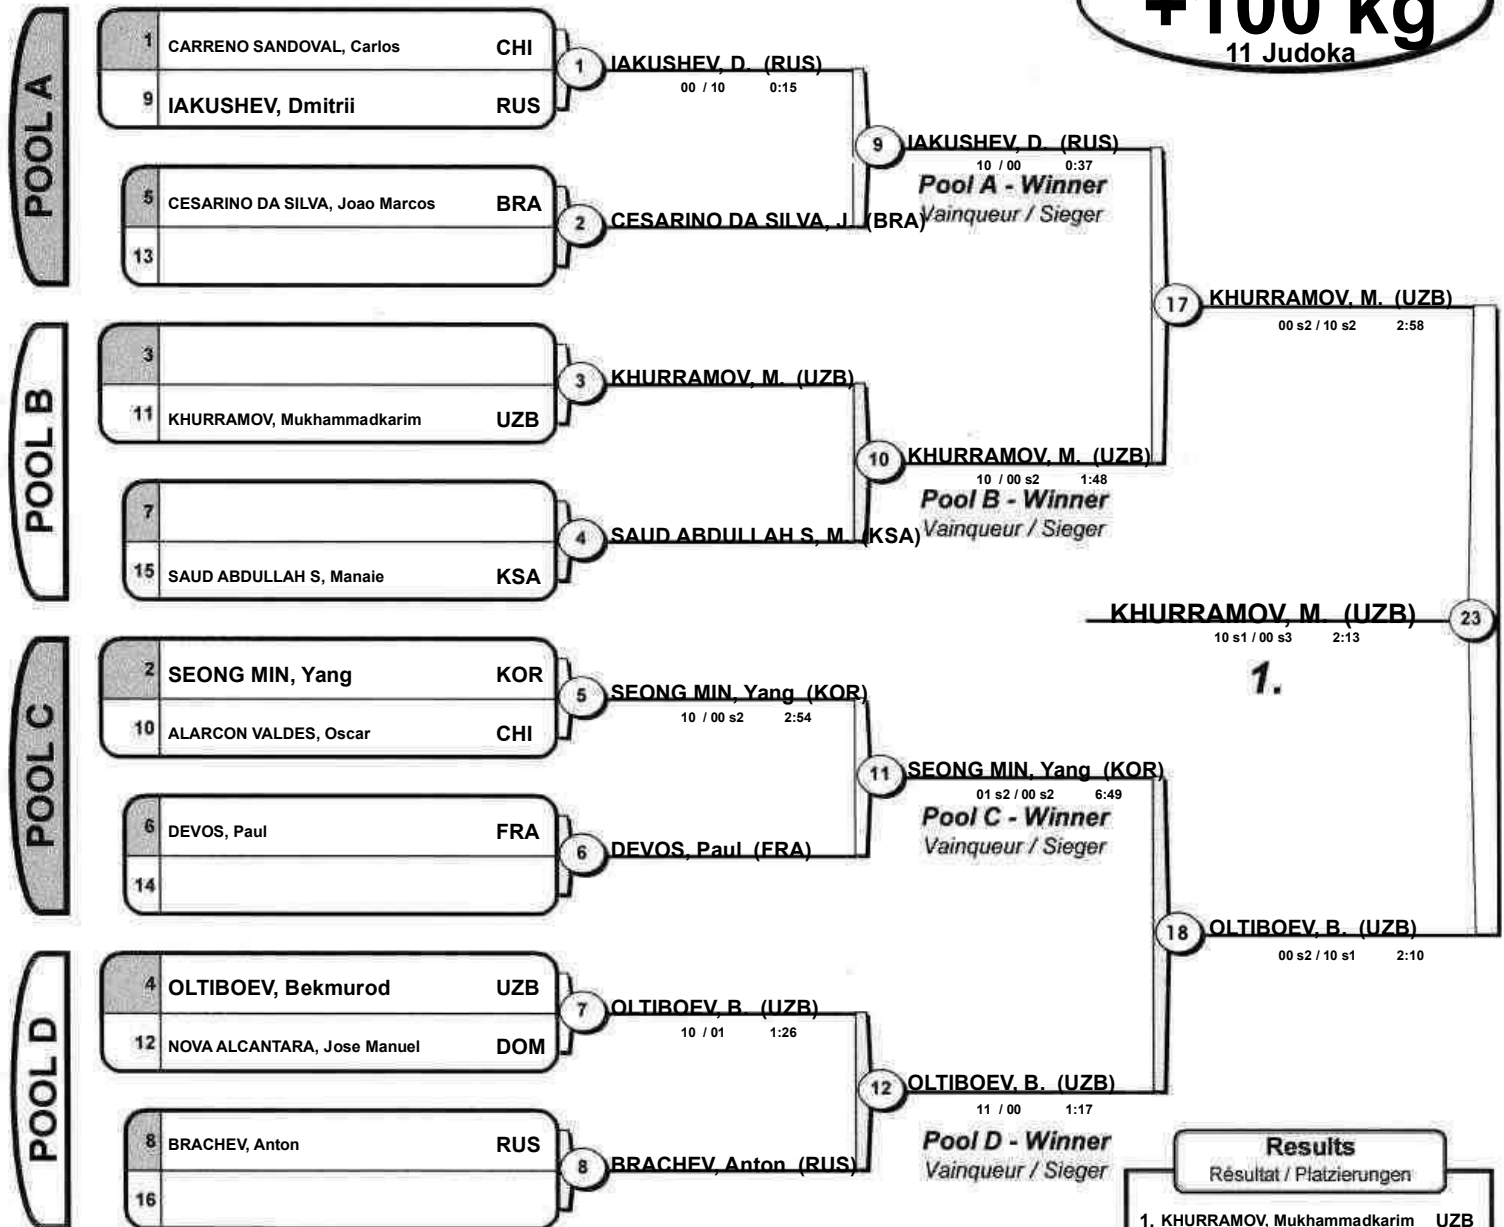 +100 kg
11 Judoka
POOL A
1 CARRENO SANDOVAL, Carlos CHI
9 IAKUSHEV, Dmitrii RUS
1 IAKUSHEV, D. (RUS)
00 / 10 0:15
5 CESARINO DA SILVA, Joao Marcos BRA
13
2 CESARINO DA SILVA, J. (BRA)
9 IAKUSHEV, D. (RUS)
10 / 00 0:37
Pool A - Winner
Vainqueur / Sieger
POOL B
3
11 KHURRAMOV, Mukhammadkarim UZB
3 KHURRAMOV, M. (UZB)
7
15 SAUD ABDULLAH S, Manaie KSA
4 SAUD ABDULLAH S, M. (KSA)
10 KHURRAMOV, M. (UZB)
10 / 00 s2 1:48
Pool B - Winner
Vainqueur / Sieger
17 KHURRAMOV, M. (UZB)
00 s2 / 10 s2 2:58
KHURRAMOV, M. (UZB) 23
10 s1 / 00 s3 2:13
1.
POOL C
2 SEONG MIN, Yang KOR
10 ALARCON VALDES, Oscar CHI
5 SEONG MIN, Yang (KOR)
10 / 00 s2 2:54
6 DEVOS, Paul FRA
14
6 DEVOS, Paul (FRA)
11 SEONG MIN, Yang (KOR)
01 s2 / 00 s2 6:49
Pool C - Winner
Vainqueur / Sieger
18 OLTIBOEV, B. (UZB)
00 s2 / 10 s1 2:10
POOL D
4 OLTIBOEV, Bekmurod UZB
12 NOVA ALCANTARA, Jose Manuel DOM
7 OLTIBOEV, B. (UZB)
10 / 01 1:26
8 BRACHEV, Anton RUS
16
8 BRACHEV, Anton (RUS)
12 OLTIBOEV, B. (UZB)
11 / 00 1:17
Pool D - Winner
Vainqueur / Sieger
Results
Résultat / Platzierungen
1. KHURRAMOV, Mukhammadkarim UZB